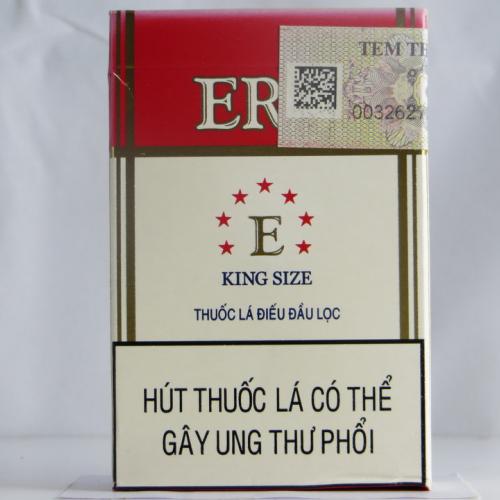 TEM TH
ER
003262
E
KING SIZE
THUỐC LÁ ĐIẾU ĐẦU LỌC
HÚT THUỐC LÁ CÓ THỂ
GÂY UNG THƯ PHỔI